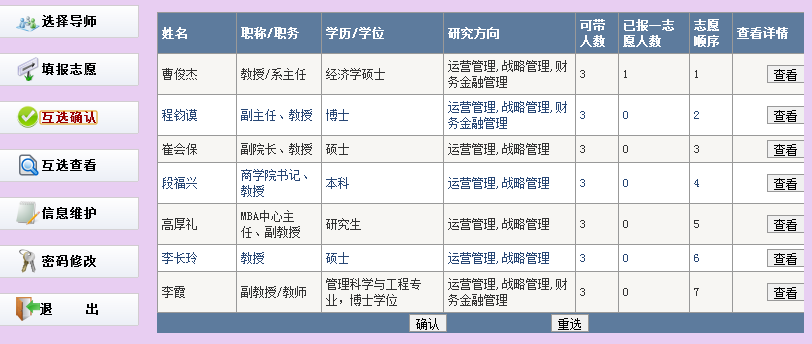 选择导师
填报志愿
互选确认
互选查看
信息维护
密码修改
退 出
姓名 职称/职务 学历/学位 研究方向 可带人数 已报一志愿人数 志愿顺序 查看详情
曹俊杰 教授/系主任 经济学硕士 运营管理,战略管理,财务金融管理 3 1 1 查看
程钧谟 副主任、教授 博士 运营管理,战略管理,财务金融管理 3 0 2 查看
崔会保 副院长、教授 硕士 运营管理,战略管理 3 0 3 查看
段福兴 商学院书记、教授 本科 运营管理,战略管理 3 0 4 查看
高厚礼 MBA中心主任、副教授 研究生 运营管理,战略管理 3 0 5 查看
李长玲 教授 硕士 运营管理,战略管理 3 0 6 查看
李霞 副教授/教师 管理科学与工程专业，博士学位 运营管理,战略管理,财务金融管理 3 0 7 查看
确认 重选